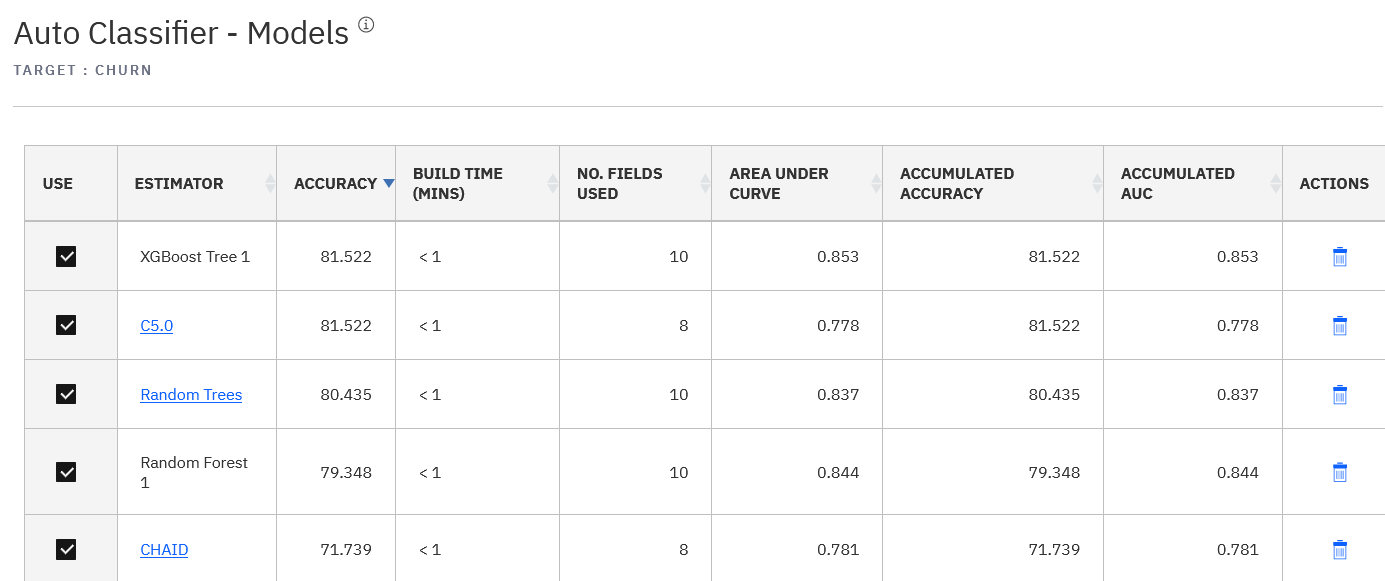 Auto Classifier - Models
TARGET : CHURN
USE ESTIMATOR ACCURACY BUILD TIME (MINS) NO. FIELDS USED AREA UNDER CURVE ACCUMULATED ACCURACY ACCUMULATED AUC ACTIONS
XGBoost Tree 1 81.522 < 1 10 0.853 81.522 0.853
C5.0 81.522 < 1 8 0.778 81.522 0.778
Random Trees 80.435 < 1 10 0.837 80.435 0.837
Random Forest 1 79.348 < 1 10 0.844 79.348 0.844
CHAID 71.739 < 1 8 0.781 71.739 0.781